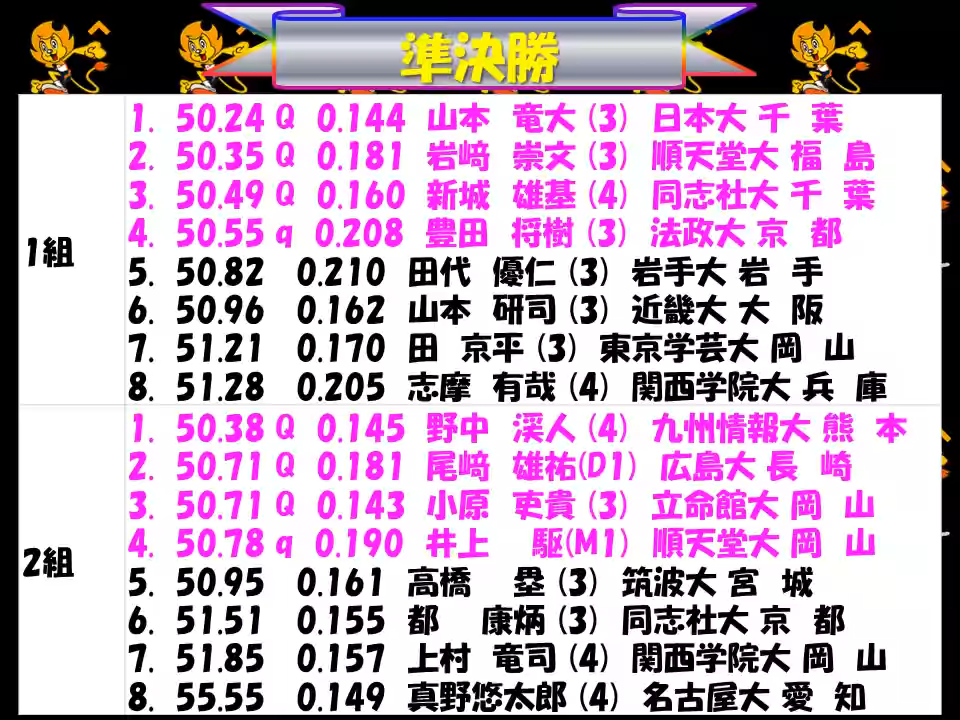 準決勝
1組
1. 50.24 Q 0.144 山本 竜大 (3) 日本大 千 葉
2. 50.35 Q 0.181 岩﨑 崇文 (3) 順天堂大 福 島
3. 50.49 Q 0.160 新城 雄基 (4) 同志社大 千 葉
4. 50.55 q 0.208 豊田 将樹 (3) 法政大 京 都
5. 50.82 0.210 田代 優仁 (3) 岩手大 岩 手
6. 50.96 0.162 山本 研司 (3) 近畿大 大 阪
7. 51.21 0.170 田 京平 (3) 東京学芸大 岡 山
8. 51.28 0.205 志摩 有哉 (4) 関西学院大 兵 庫
2組
1. 50.38 Q 0.145 野中 渓人 (4) 九州情報大 熊 本
2. 50.71 Q 0.181 尾﨑 雄祐(D1) 広島大 長 崎
3. 50.71 Q 0.143 小原 吏貴 (3) 立命館大 岡 山
4. 50.78 q 0.190 井上 駆(M1) 順天堂大 岡 山
5. 50.95 0.161 高橋 塁 (3) 筑波大 宮 城
6. 51.51 0.155 都 康炳 (3) 同志社大 京 都
7. 51.85 0.157 上村 竜司 (4) 関西学院大 岡 山
8. 55.55 0.149 真野悠太郎 (4) 名古屋大 愛 知